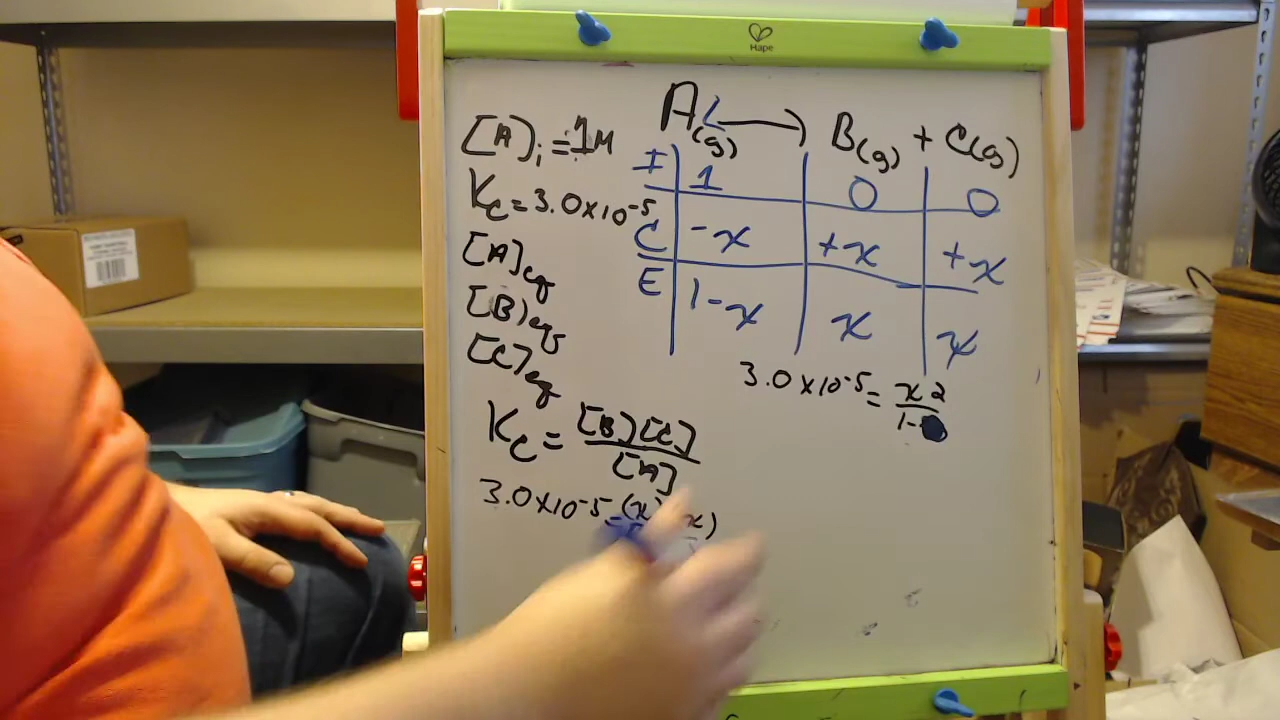 Hape
A(g) <—> B(g) + C(g)
[A]i = 1M
Kc = 3.0 x 10^-5
[A]eq
[B]eq
[C]eq
I 1 0 0
C -x +x +x
E 1-x x x
3.0 x 10^-5 = x2 / 1-
Kc = [B][C] / [A]
3.0 x 10^-5 = (x) x)